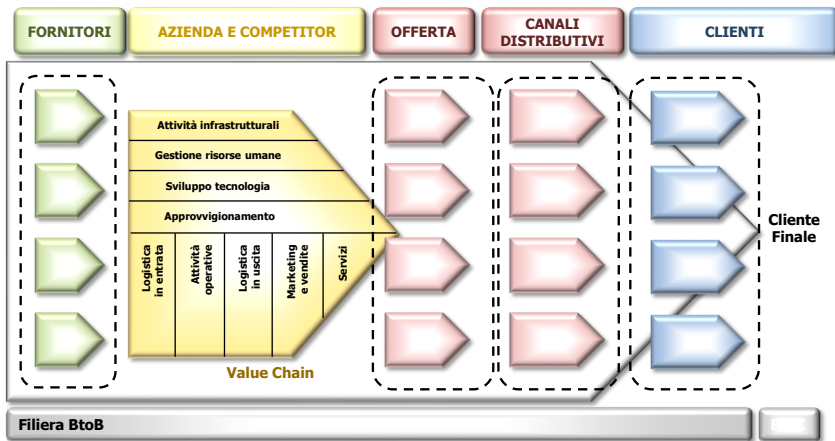 FORNITORI
AZIENDA E COMPETITOR
OFFERTA
CANALI
DISTRIBUTIVI
CLIENTI
Attività infrastrutturali
Gestione risorse umane
Sviluppo tecnologia
Approvvigionamento
Logistica
in entrata
Attività
operative
Logistica
in uscita
Marketing
e vendite
Servizi
Value Chain
Cliente
Finale
Filiera BtoB